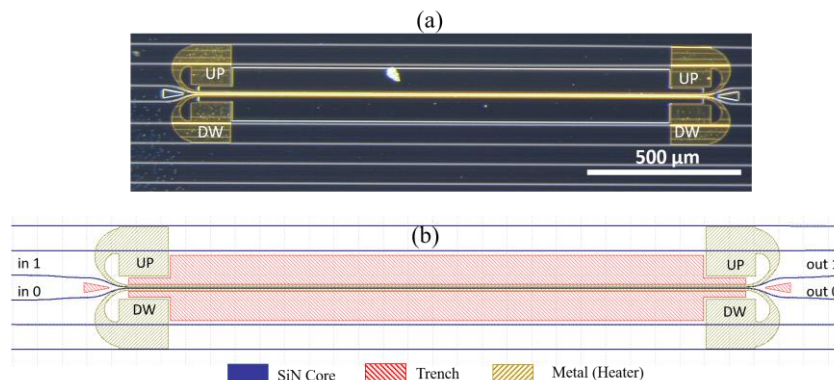 (a)
UP UP
DW DW
500 µm
(b)
in 1 UP UP out 1
in 0 DW DW out 0
SiN Core Trench Metal (Heater)